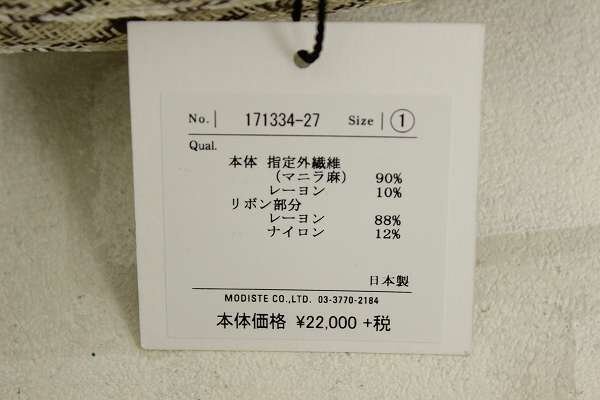 No. 171334-27 Size ①
Qual.
本体 指定外繊維
(マニラ麻) 90%
レーヨン 10%
リボン部分
レーヨン 88%
ナイロン 12%
日本製
MODISTE CO.,LTD. 03-3770-2184
本体価格 ¥22,000 +税